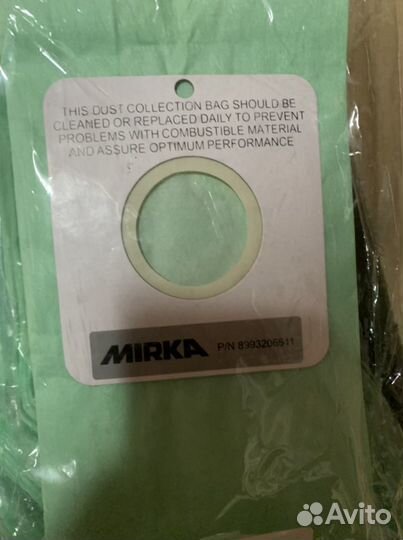 THIS DUST COLLECTION BAG SHOULD BE
CLEANED OR REPLACED DAILY TO PREVENT
PROBLEMS WITH COMBUSTIBLE MATERIAL
AND ASSURE OPTIMUM PERFORMANCE
MIRKA P/N 8993206511
Avito